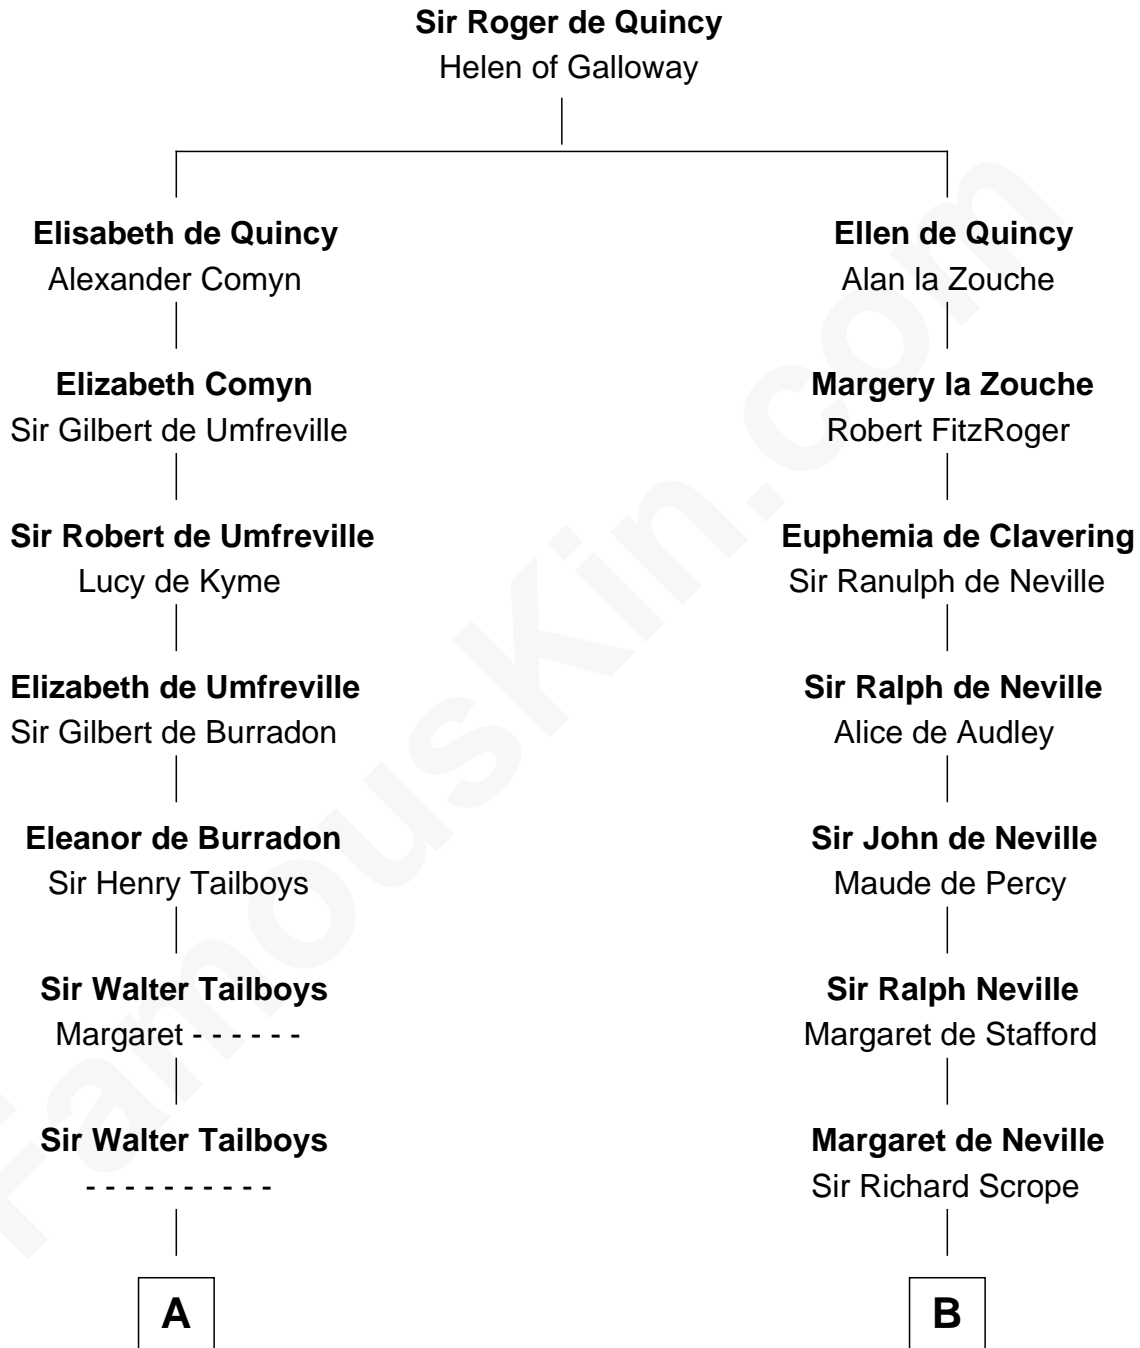 Sir Roger de Quincy
Helen of Galloway
Elisabeth de Quincy
Alexander Comyn
Elizabeth Comyn
Sir Gilbert de Umfreville
Sir Robert de Umfreville
Lucy de Kyme
Elizabeth de Umfreville
Sir Gilbert de Burradon
Eleanor de Burradon
Sir Henry Tailboys
Sir Walter Tailboys
Margaret - - - - - -
Sir Walter Tailboys
- - - - - - - - - -
A
Ellen de Quincy
Alan la Zouche
Margery la Zouche
Robert FitzRoger
Euphemia de Clavering
Sir Ranulph de Neville
Sir Ralph de Neville
Alice de Audley
Sir John de Neville
Maude de Percy
Sir Ralph Neville
Margaret de Stafford
Margaret de Neville
Sir Richard Scrope
B
FamousKin.com